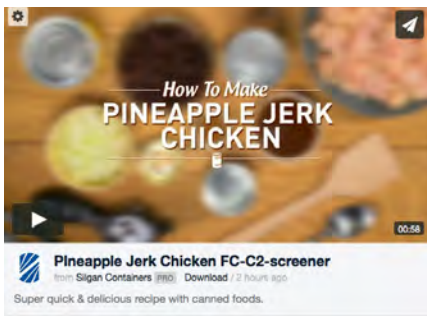 How To Make
PINEAPPLE JERK
CHICKEN
00:58
Pineapple Jerk Chicken FC-C2-screener
from Silgan Containers PRO Download / 2 hours ago
Super quick & delicious recipe with canned foods.